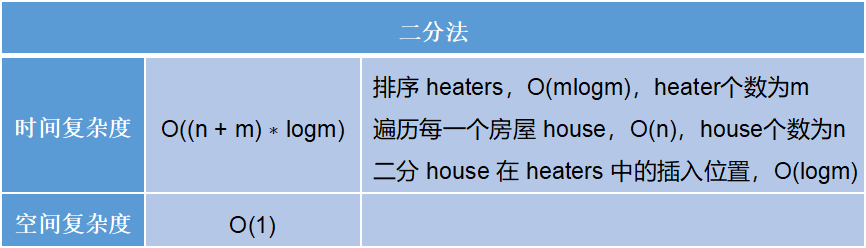 二分法
时间复杂度
O((n + m) * logm)
排序 heaters，O(mlogm)，heater个数为m
遍历每一个房屋 house，O(n)，house个数为n
二分 house 在 heaters 中的插入位置，O(logm)
空间复杂度
O(1)